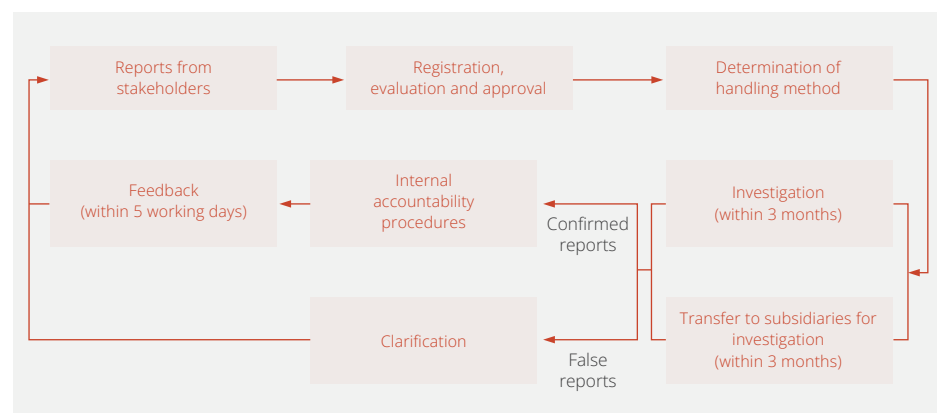 Reports from
stakeholders
Registration,
evaluation and approval
Determination of
handling method
Feedback
(within 5 working days)
Internal
accountability
procedures
Confirmed
reports
Investigation
(within 3 months)
Clarification
False
reports
Transfer to subsidiaries for
investigation
(within 3 months)